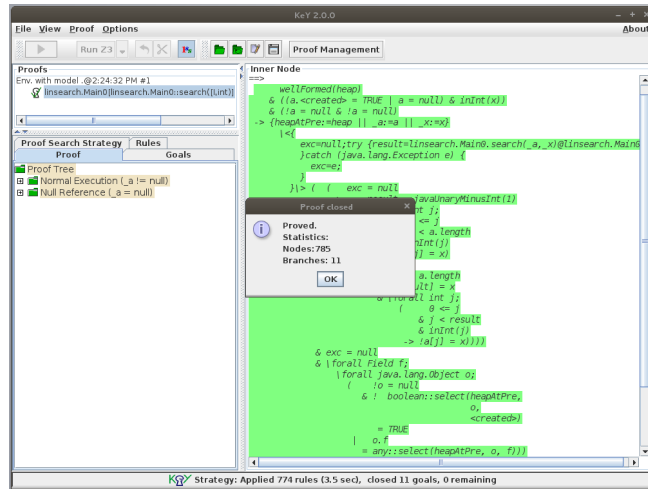 KeY 2.0.0
File View Proof Options About
Run Z3 Proof Management
Proofs
Env. with model .@2:24:32 PM #1
linsearch.Main0[linsearch.Main0::search([I,int)]
Proof Search Strategy Rules
Proof Goals
Proof Tree
Normal Execution (_a != null)
Null Reference (_a = null)
Inner Node
==>
wellFormed(heap)
& ((a.<created> = TRUE | a = null) & inInt(x))
& (!a = null & !a = null)
-> {heapAtPre:=heap || _a:=a || _x:=x}
\<{
exc=null;try {result=linsearch.Main0.search(_a,_x)@linsearch.Main0
}catch (java.lang.Exception e) {
exc=e;
}
}\> ( ( exc = null
javaUnaryMinusInt(1)
int j;
<= j
< a.length
inInt(j)
j] = x)
a.length
ult] = x
& \forall int j;
( 0 <= j
& j < result
& inInt(j)
-> !a[j] = x))))
& exc = null
& \forall Field f;
\forall java.lang.Object o;
( !o = null
& ! boolean::select(heapAtPre,
o,
<created>)
= TRUE
| o.f
= any::select(heapAtPre, o, f)))
Proof closed
Proved.
Statistics:
Nodes:785
Branches: 11
OK
KeY Strategy: Applied 774 rules (3.5 sec), closed 11 goals, 0 remaining